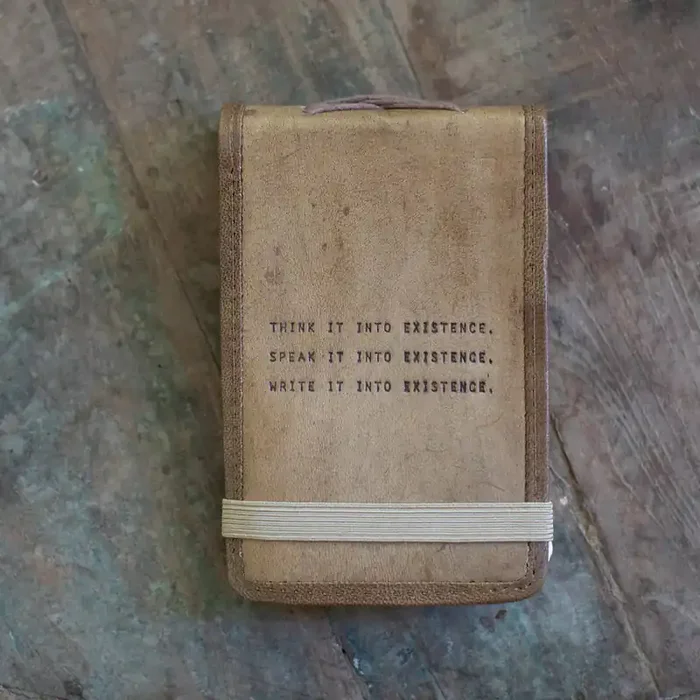 THINK IT INTO EXISTENCE.
SPEAK IT INTO EXISTENCE.
WRITE IT INTO EXISTENCE.